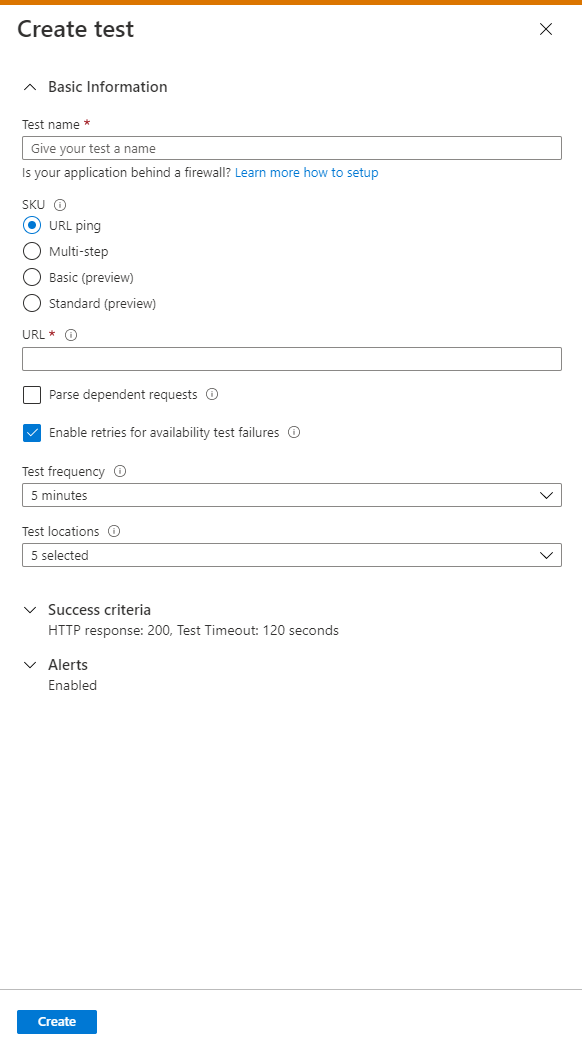 Create test
Basic Information
Test name *
Give your test a name
Is your application behind a firewall? Learn more how to setup
SKU
URL ping
Multi-step
Basic (preview)
Standard (preview)
URL *
Parse dependent requests
Enable retries for availability test failures
Test frequency
5 minutes
Test locations
5 selected
Success criteria
HTTP response: 200, Test Timeout: 120 seconds
Alerts
Enabled
Create